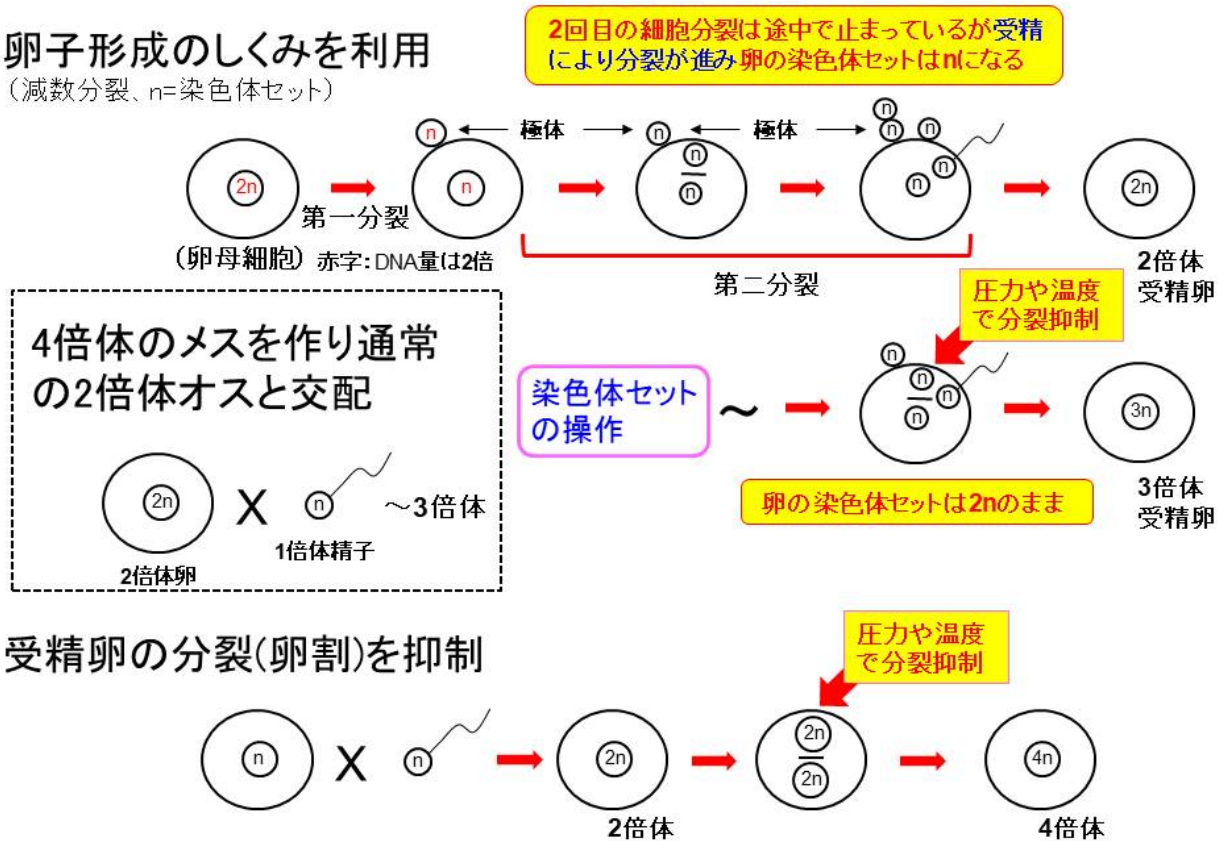 卵子形成のしくみを利用
(減数分裂、n=染色体セット)
2回目の細胞分裂は途中で止まっているが受精
により分裂が進み卵の染色体セットはnになる
2n
n
n
極体
n
n
n
極体
n
n
n
n
n
2n
第一分裂
(卵母細胞)
赤字:DNA量は2倍
第二分裂
2倍体
受精卵
圧力や温度
で分裂抑制
4倍体のメスを作り通常
の2倍体オスと交配
2n
X
n
~3倍体
2倍体卵
1倍体精子
染色体セット
の操作
~
n
n
n
n
3n
卵の染色体セットは2nのまま
3倍体
受精卵
受精卵の分裂(卵割)を抑制
圧力や温度
で分裂抑制
n
X
n
2n
2n
2n
4n
2倍体
4倍体